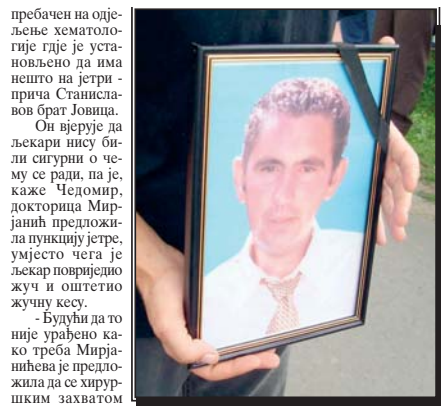 пребачен на одје-
љење хематоло-
гије гдје је уста-
новљено да има
нешто на јетри -
прича Станисла-
вов брат Јовица.
Он вјерује да
љекари нису би-
ли сигурни о че-
му се ради, па је,
каже Чедомир,
докторица Мир-
јанић предложи-
ла пункцију јетре,
умјесто чега је
љекар повриједио
жуч и оштетио
жучну кесу.
- Будући да то
није урађено ка-
ко треба Мирја-
нићева је предло-
жила да се хирур-
шким захватом